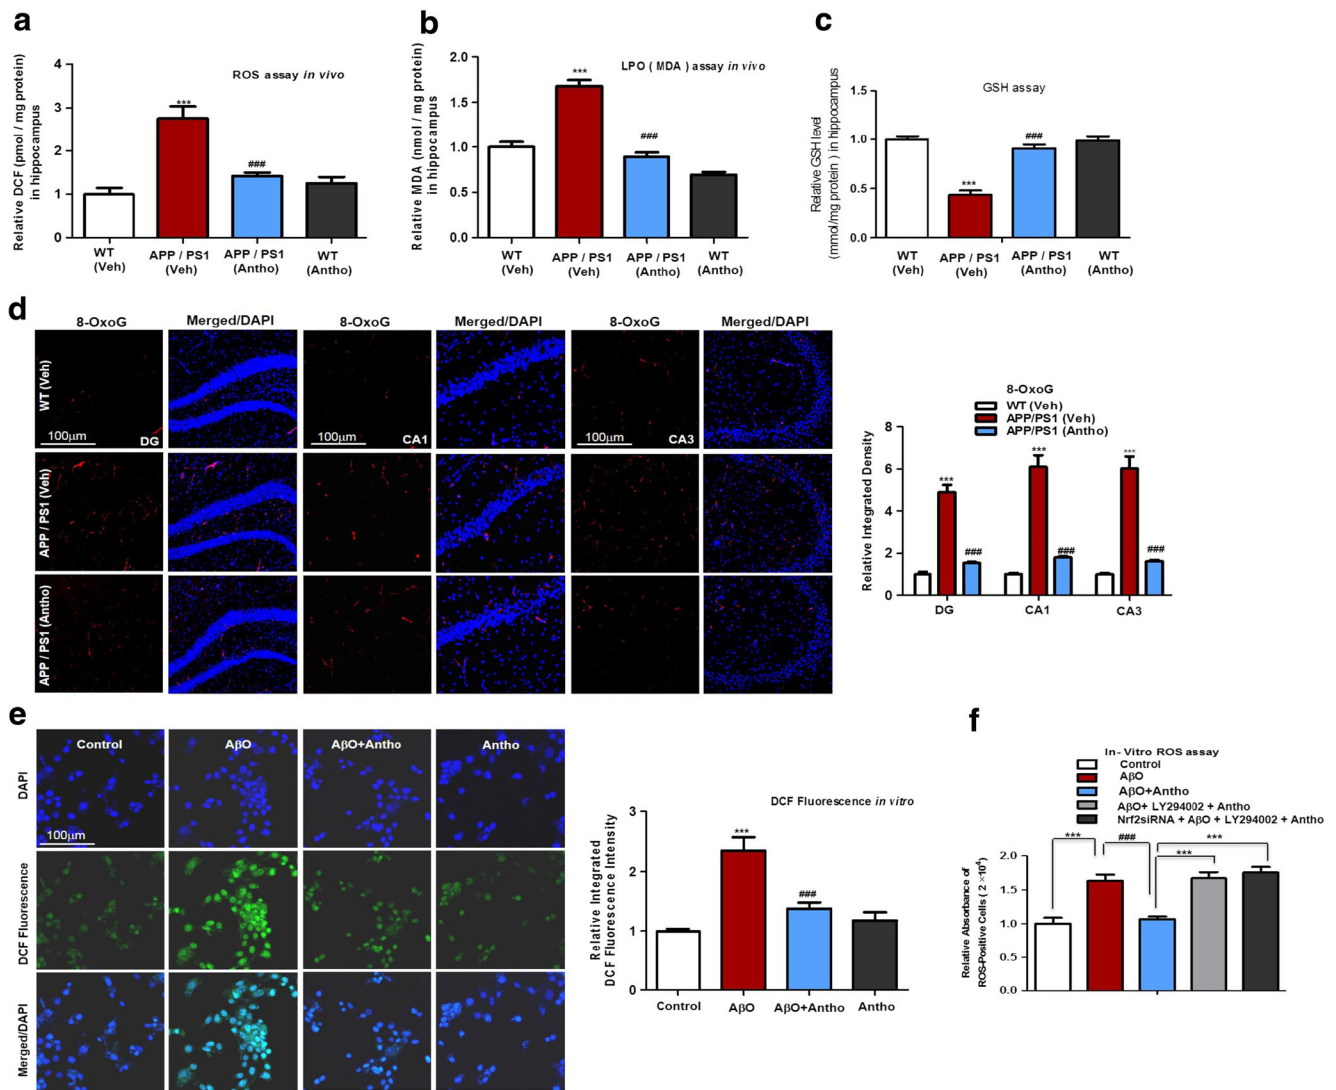 a
ROS assay in vivo
Relative DCF (pmol / mg protein)
in hippocampus
4
3
2
1
0
WT
(Veh)
APP / PS1
(Veh)
APP / PS1
(Antho)
WT
(Antho)
***
###
b
LPO ( MDA ) assay in vivo
Relative MDA (nmol / mg protein)
in hippocampus
2.0
1.5
1.0
0.5
0.0
***
###
WT
(Veh)
APP / PS1
(Veh)
APP / PS1
(Antho)
WT
(Antho)
c
GSH assay
Relative GSH level
(mmol/mg protein ) in hippocampus
1.5
1.0
0.5
0.0
***
###
WT
(Veh)
APP / PS1
(Veh)
APP / PS1
(Antho)
WT
(Antho)
d
8-OxoG
Merged/DAPI
8-OxoG
Merged/DAPI
8-OxoG
Merged/DAPI
WT (Veh)
100µm
DG
100µm
CA1
100µm
CA3
APP / PS1 (Veh)
APP / PS1 (Antho)
8-OxoG
WT (Veh)
APP/PS1 (Veh)
APP/PS1 (Antho)
Relative Integrated Density
8
6
4
2
0
***
###
***
###
***
###
DG
CA1
CA3
e
Control
AβO
AβO+Antho
Antho
DAPI
100µm
DCF Fluorescence
Merged/DAPI
DCF Fluorescence in vitro
Relative Integrated
DCF Fluorescence Intensity
3
2
1
0
***
###
Control
AβO
AβO+Antho
Antho
f
In- Vitro ROS assay
Control
AβO
AβO+Antho
AβO+ LY294002 + Antho
Nrf2siRNA + AβO + LY294002 + Antho
***
###
***
***
Relative Absorbance of
ROS-Positive Cells ( 2 ×10⁴)
2.0
1.5
1.0
0.5
0.0